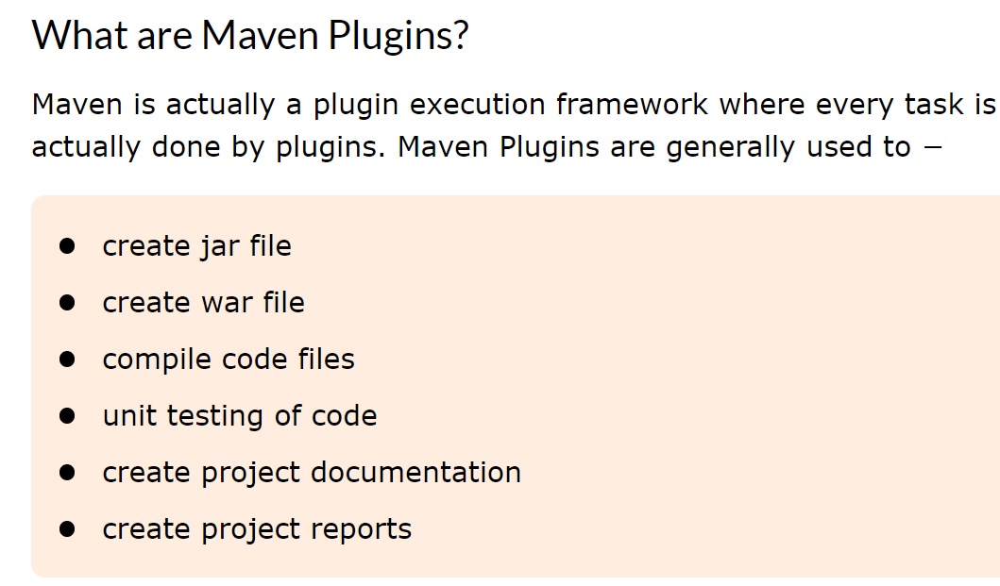 What are Maven Plugins?
Maven is actually a plugin execution framework where every task is
actually done by plugins. Maven Plugins are generally used to −
● create jar file
● create war file
● compile code files
● unit testing of code
● create project documentation
● create project reports